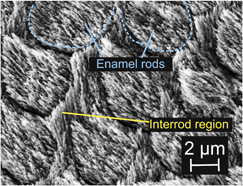 Enamel rods
Interrod region
2 μm